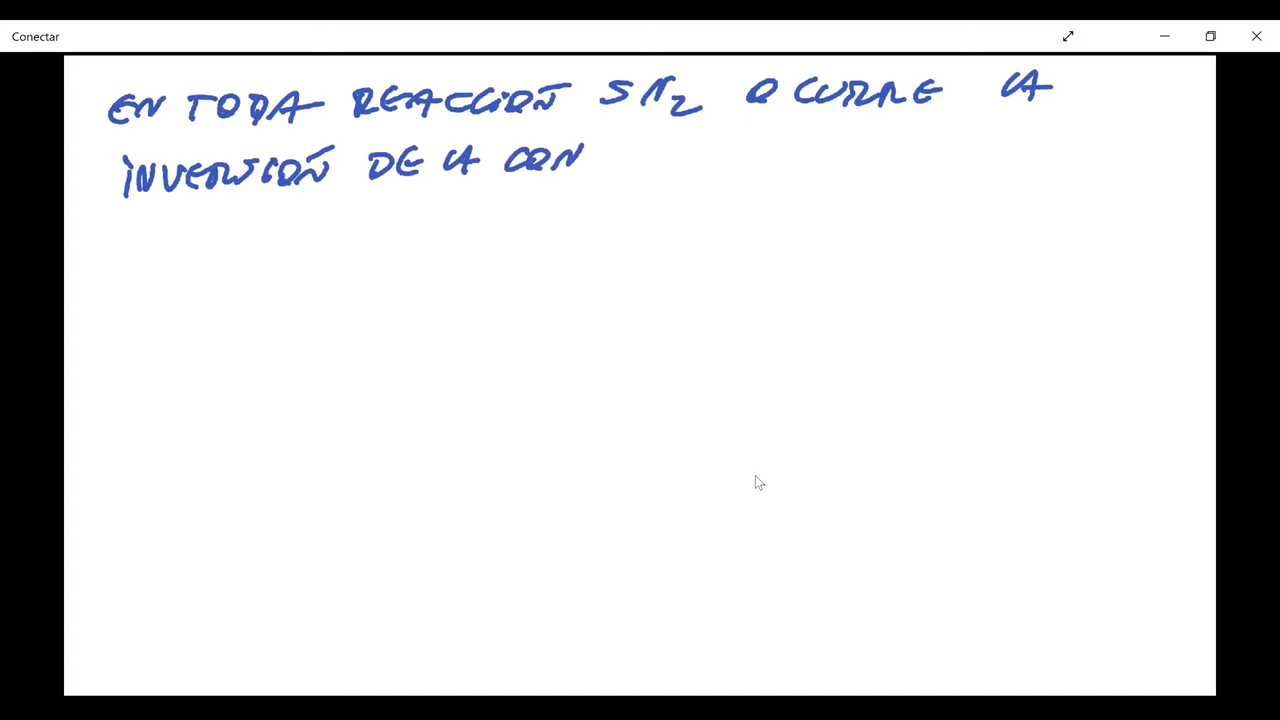 Conectar
EN TODA REACCIÓN SN2 OCURRE LA
INVERSIÓN DE LA CON